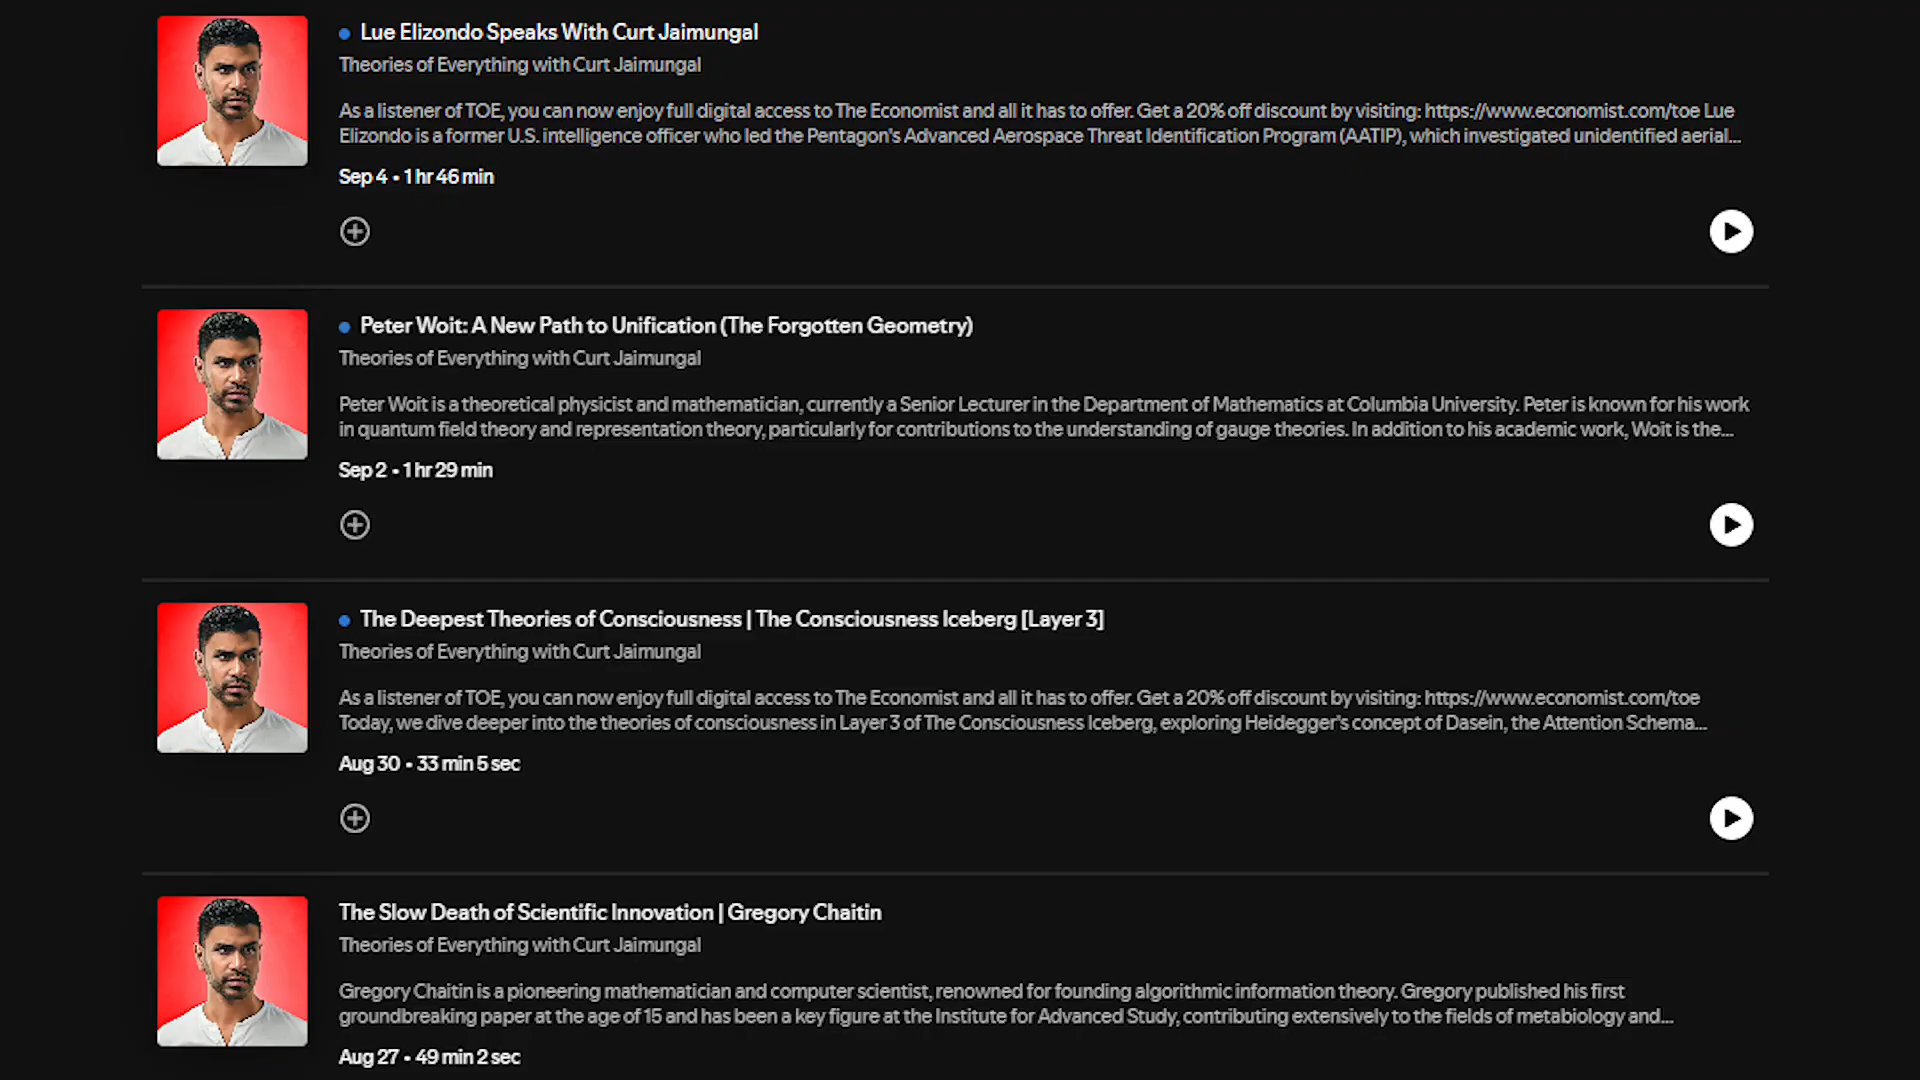 Lue Elizondo Speaks With Curt Jaimungal
Theories of Everything with Curt Jaimungal
As a listener of TOE, you can now enjoy full digital access to The Economist and all it has to offer. Get a 20% off discount by visiting: https://www.economist.com/toe Lue
Elizondo is a former U.S. intelligence officer who led the Pentagon's Advanced Aerospace Threat Identification Program (AATIP), which investigated unidentified aerial...
Sep 4 • 1 hr 46 min
Peter Woit: A New Path to Unification (The Forgotten Geometry)
Theories of Everything with Curt Jaimungal
Peter Woit is a theoretical physicist and mathematician, currently a Senior Lecturer in the Department of Mathematics at Columbia University. Peter is known for his work
in quantum field theory and representation theory, particularly for contributions to the understanding of gauge theories. In addition to his academic work, Woit is the...
Sep 2 • 1 hr 29 min
The Deepest Theories of Consciousness | The Consciousness Iceberg [Layer 3]
Theories of Everything with Curt Jaimungal
As a listener of TOE, you can now enjoy full digital access to The Economist and all it has to offer. Get a 20% off discount by visiting: https://www.economist.com/toe
Today, we dive deeper into the theories of consciousness in Layer 3 of The Consciousness Iceberg, exploring Heidegger's concept of Dasein, the Attention Schema...
Aug 30 • 33 min 5 sec
The Slow Death of Scientific Innovation | Gregory Chaitin
Theories of Everything with Curt Jaimungal
Gregory Chaitin is a pioneering mathematician and computer scientist, renowned for founding algorithmic information theory. Gregory published his first
groundbreaking paper at the age of 15 and has been a key figure at the Institute for Advanced Study, contributing extensively to the fields of metabiology and...
Aug 27 • 49 min 2 sec